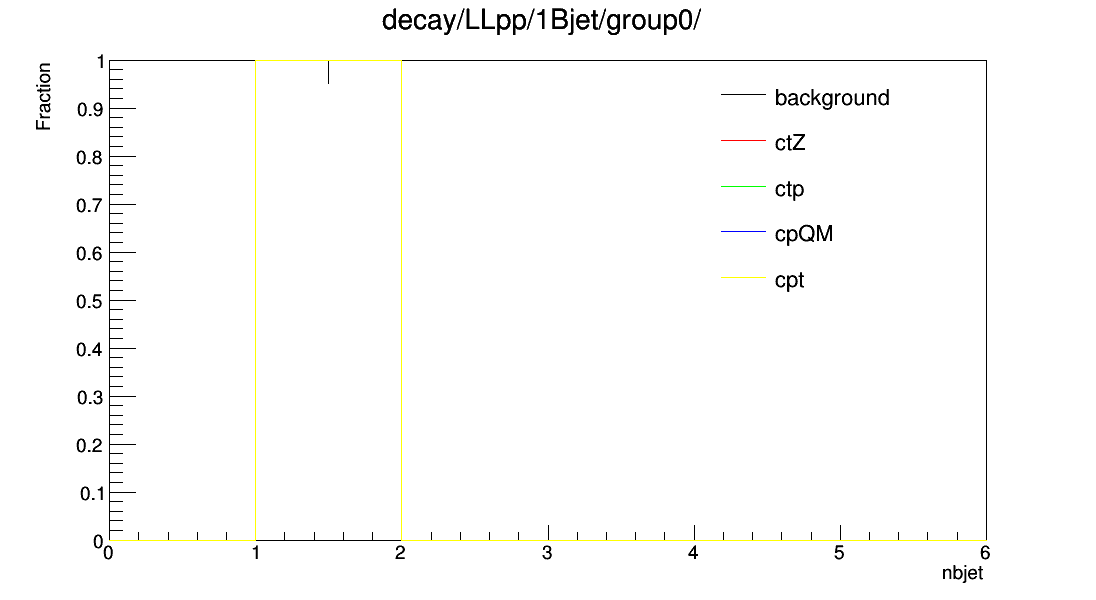 decay/LLpp/1Bjet/group0/
Fraction
1
0.9
0.8
0.7
0.6
0.5
0.4
0.3
0.2
0.1
0
background
ctZ
ctp
cpQM
cpt
0 1 2 3 4 5 6
nbjet